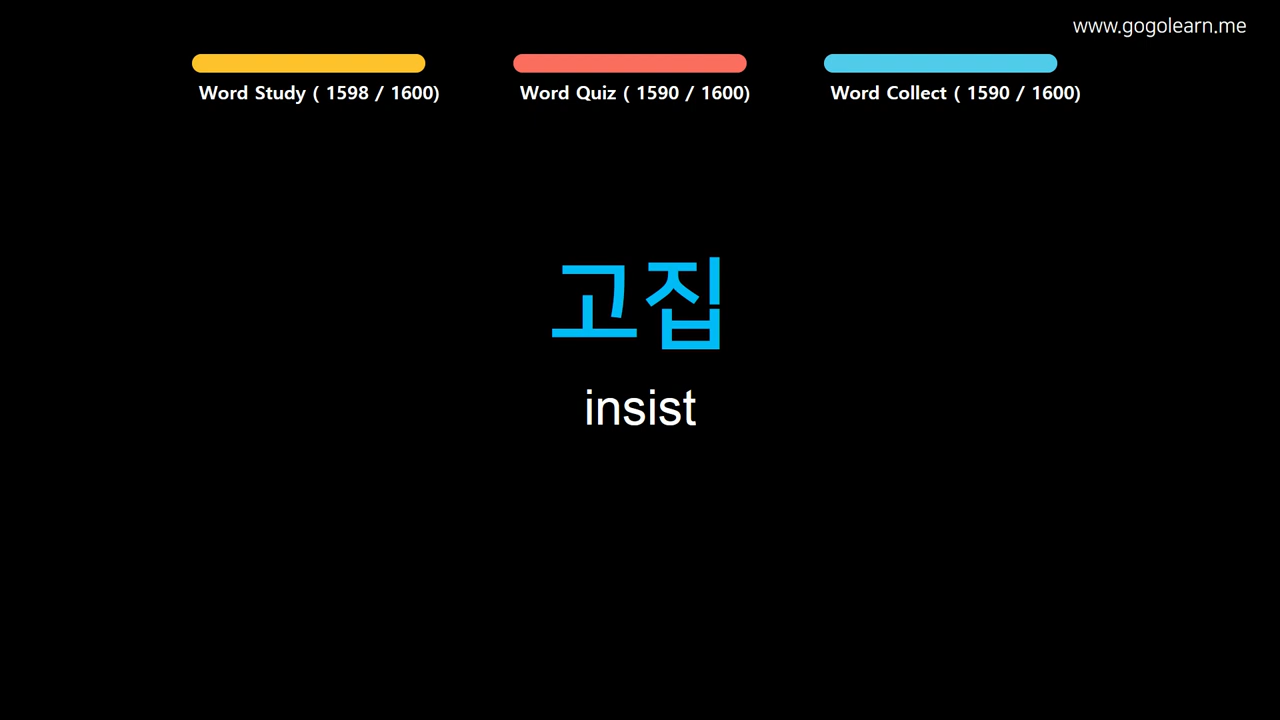 www.gogolearn.me
Word Study ( 1598 / 1600)
Word Quiz ( 1590 / 1600)
Word Collect ( 1590 / 1600)
고집
insist